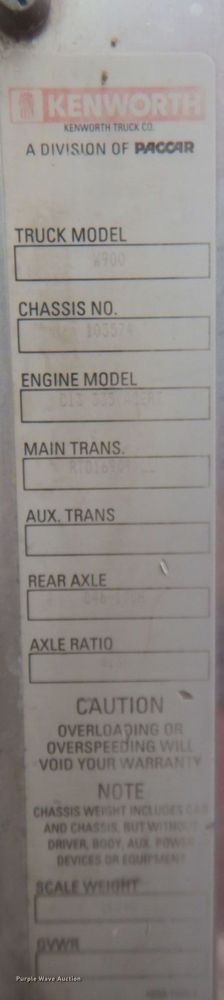 KENWORTH
KENWORTH TRUCK CO.
A DIVISION OF PACCAR
TRUCK MODEL
W900
CHASSIS NO.
103574
ENGINE MODEL
MAIN TRANS.
AUX. TRANS
REAR AXLE
AXLE RATIO
CAUTION
OVERLOADING OR
OVERSPEEDING WILL
VOID YOUR WARRANTY
NOTE
CHASSIS WEIGHT INCLUDES CAB
AND CHASSIS, BUT WITHOUT
DRIVER, BODY, AUX. POWER
DEVICES OR EQUIPMENT
SCALE WEIGHT
GVWR
Purple Wave Auction